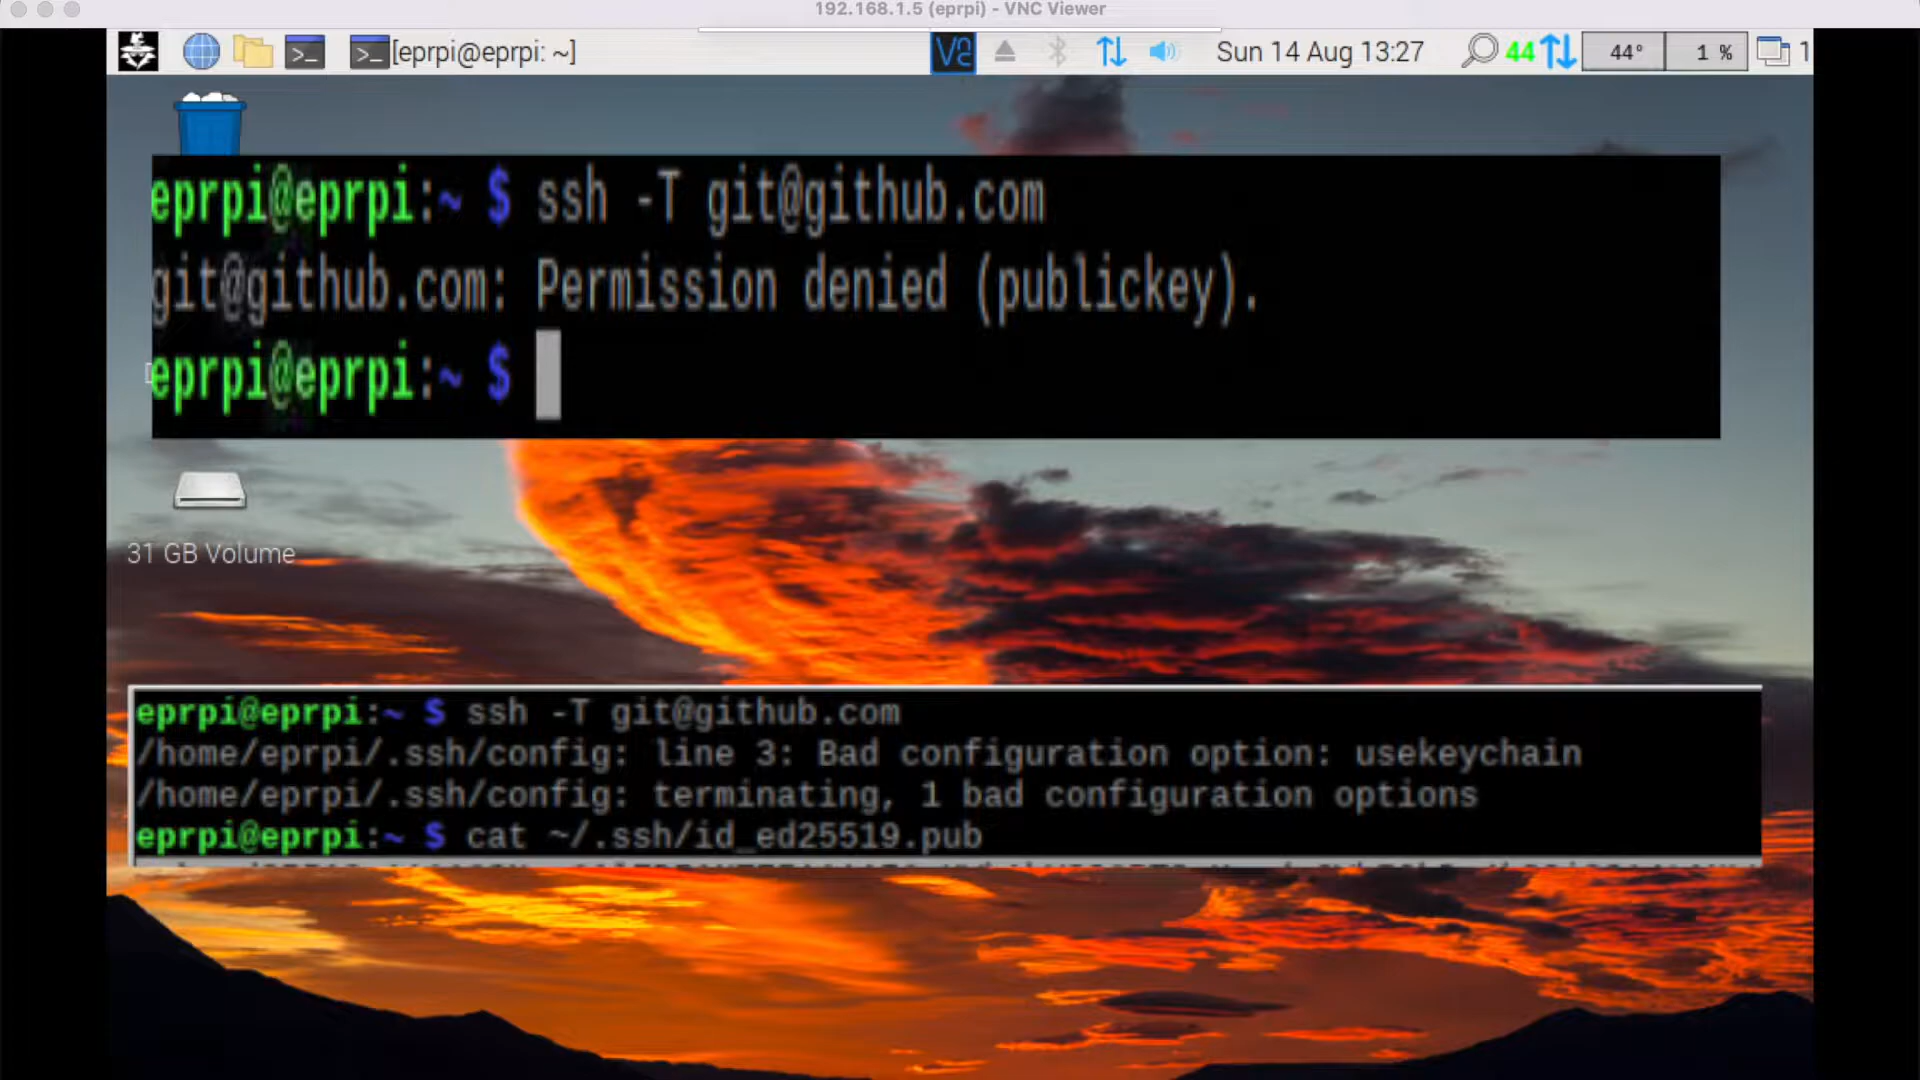 192.168.1.5 (eprpi) - VNC Viewer
[eprpi@eprpi: ~]
Sun 14 Aug 13:27
44
44°
1 %
1
eprpi@eprpi:~ $ ssh -T git@github.com
git@github.com: Permission denied (publickey).
eprpi@eprpi:~ $
31 GB Volume
eprpi@eprpi:~ $ ssh -T git@github.com
/home/eprpi/.ssh/config: line 3: Bad configuration option: usekeychain
/home/eprpi/.ssh/config: terminating, 1 bad configuration options
eprpi@eprpi:~ $ cat ~/.ssh/id_ed25519.pub